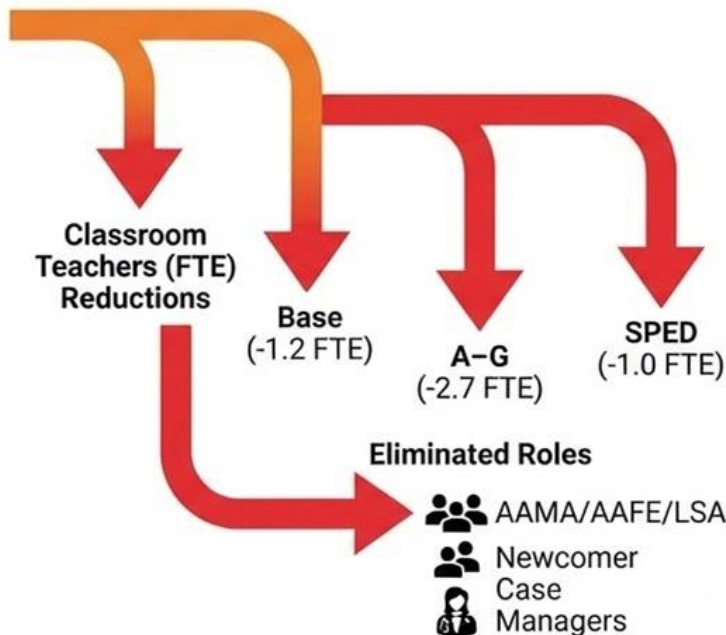 Classroom
Teachers (FTE)
Reductions
Base
(-1.2 FTE)
A–G
(-2.7 FTE)
SPED
(-1.0 FTE)
Eliminated Roles
AAMA/AAFE/LSA
Newcomer
Case
Managers